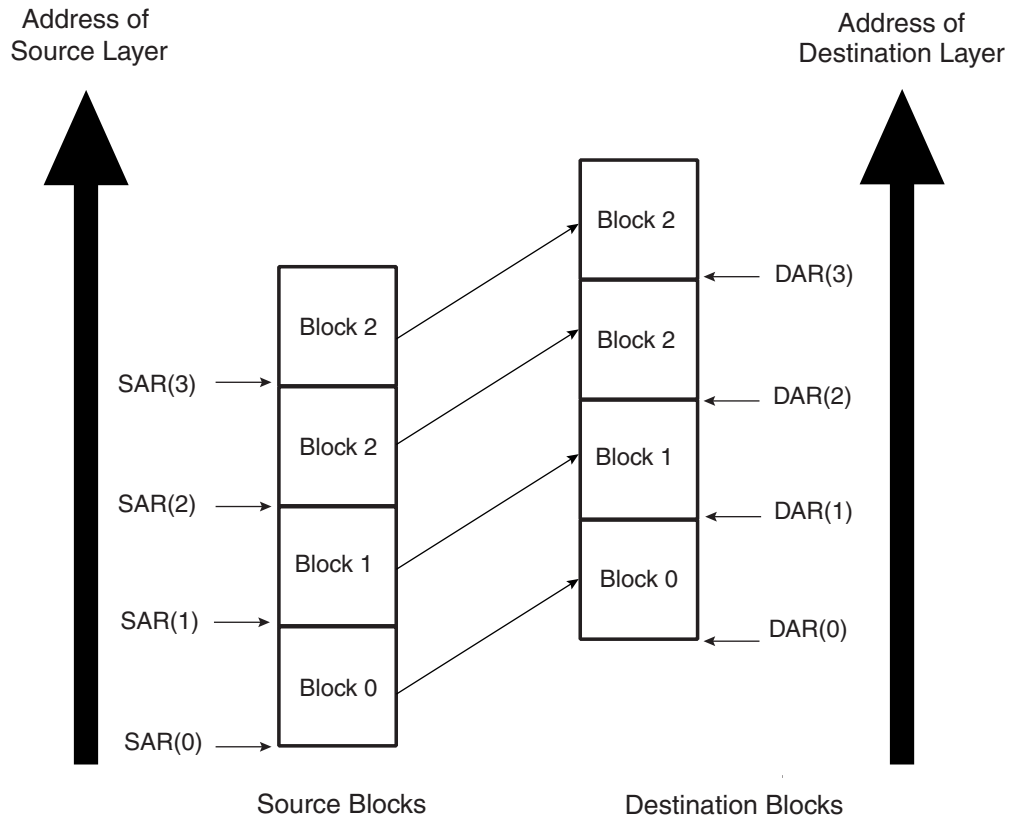 Address of
Source Layer
Address of
Destination Layer
Block 2
DAR(3)
Block 2
Block 2
SAR(3)
DAR(2)
Block 2
Block 1
SAR(2)
DAR(1)
Block 1
Block 0
SAR(1)
DAR(0)
Block 0
SAR(0)
Source Blocks
Destination Blocks